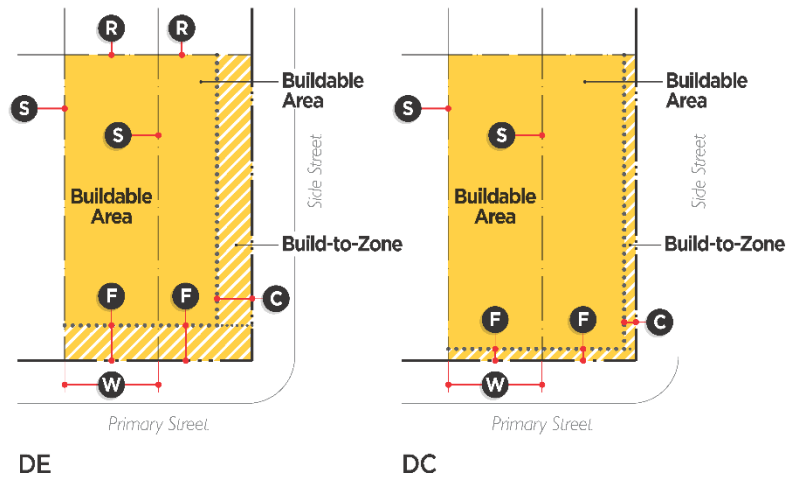 R R
Buildable
Area
S
S
Side Street
Buildable
Area
Build-to-Zone
F F
C
W
Primary Street
DE
Buildable
Area
S
S
Side Street
Buildable
Area
Build-to-Zone
F F
C
W
Primary Street
DC